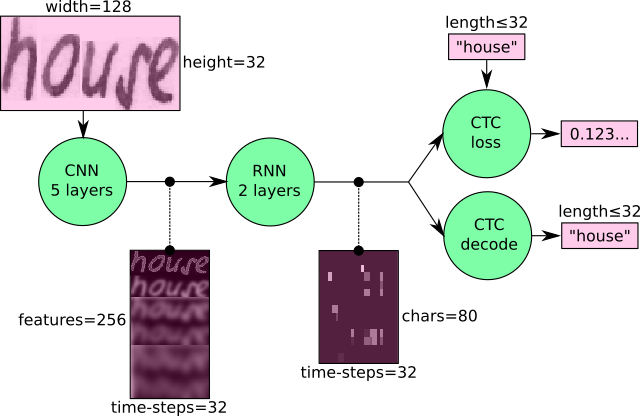 width=128
house
height=32
CNN
5 layers
RNN
2 layers
length≤32
"house"
CTC
loss
0.123...
CTC
decode
length≤32
"house"
house
house
features=256
time-steps=32
chars=80
time-steps=32